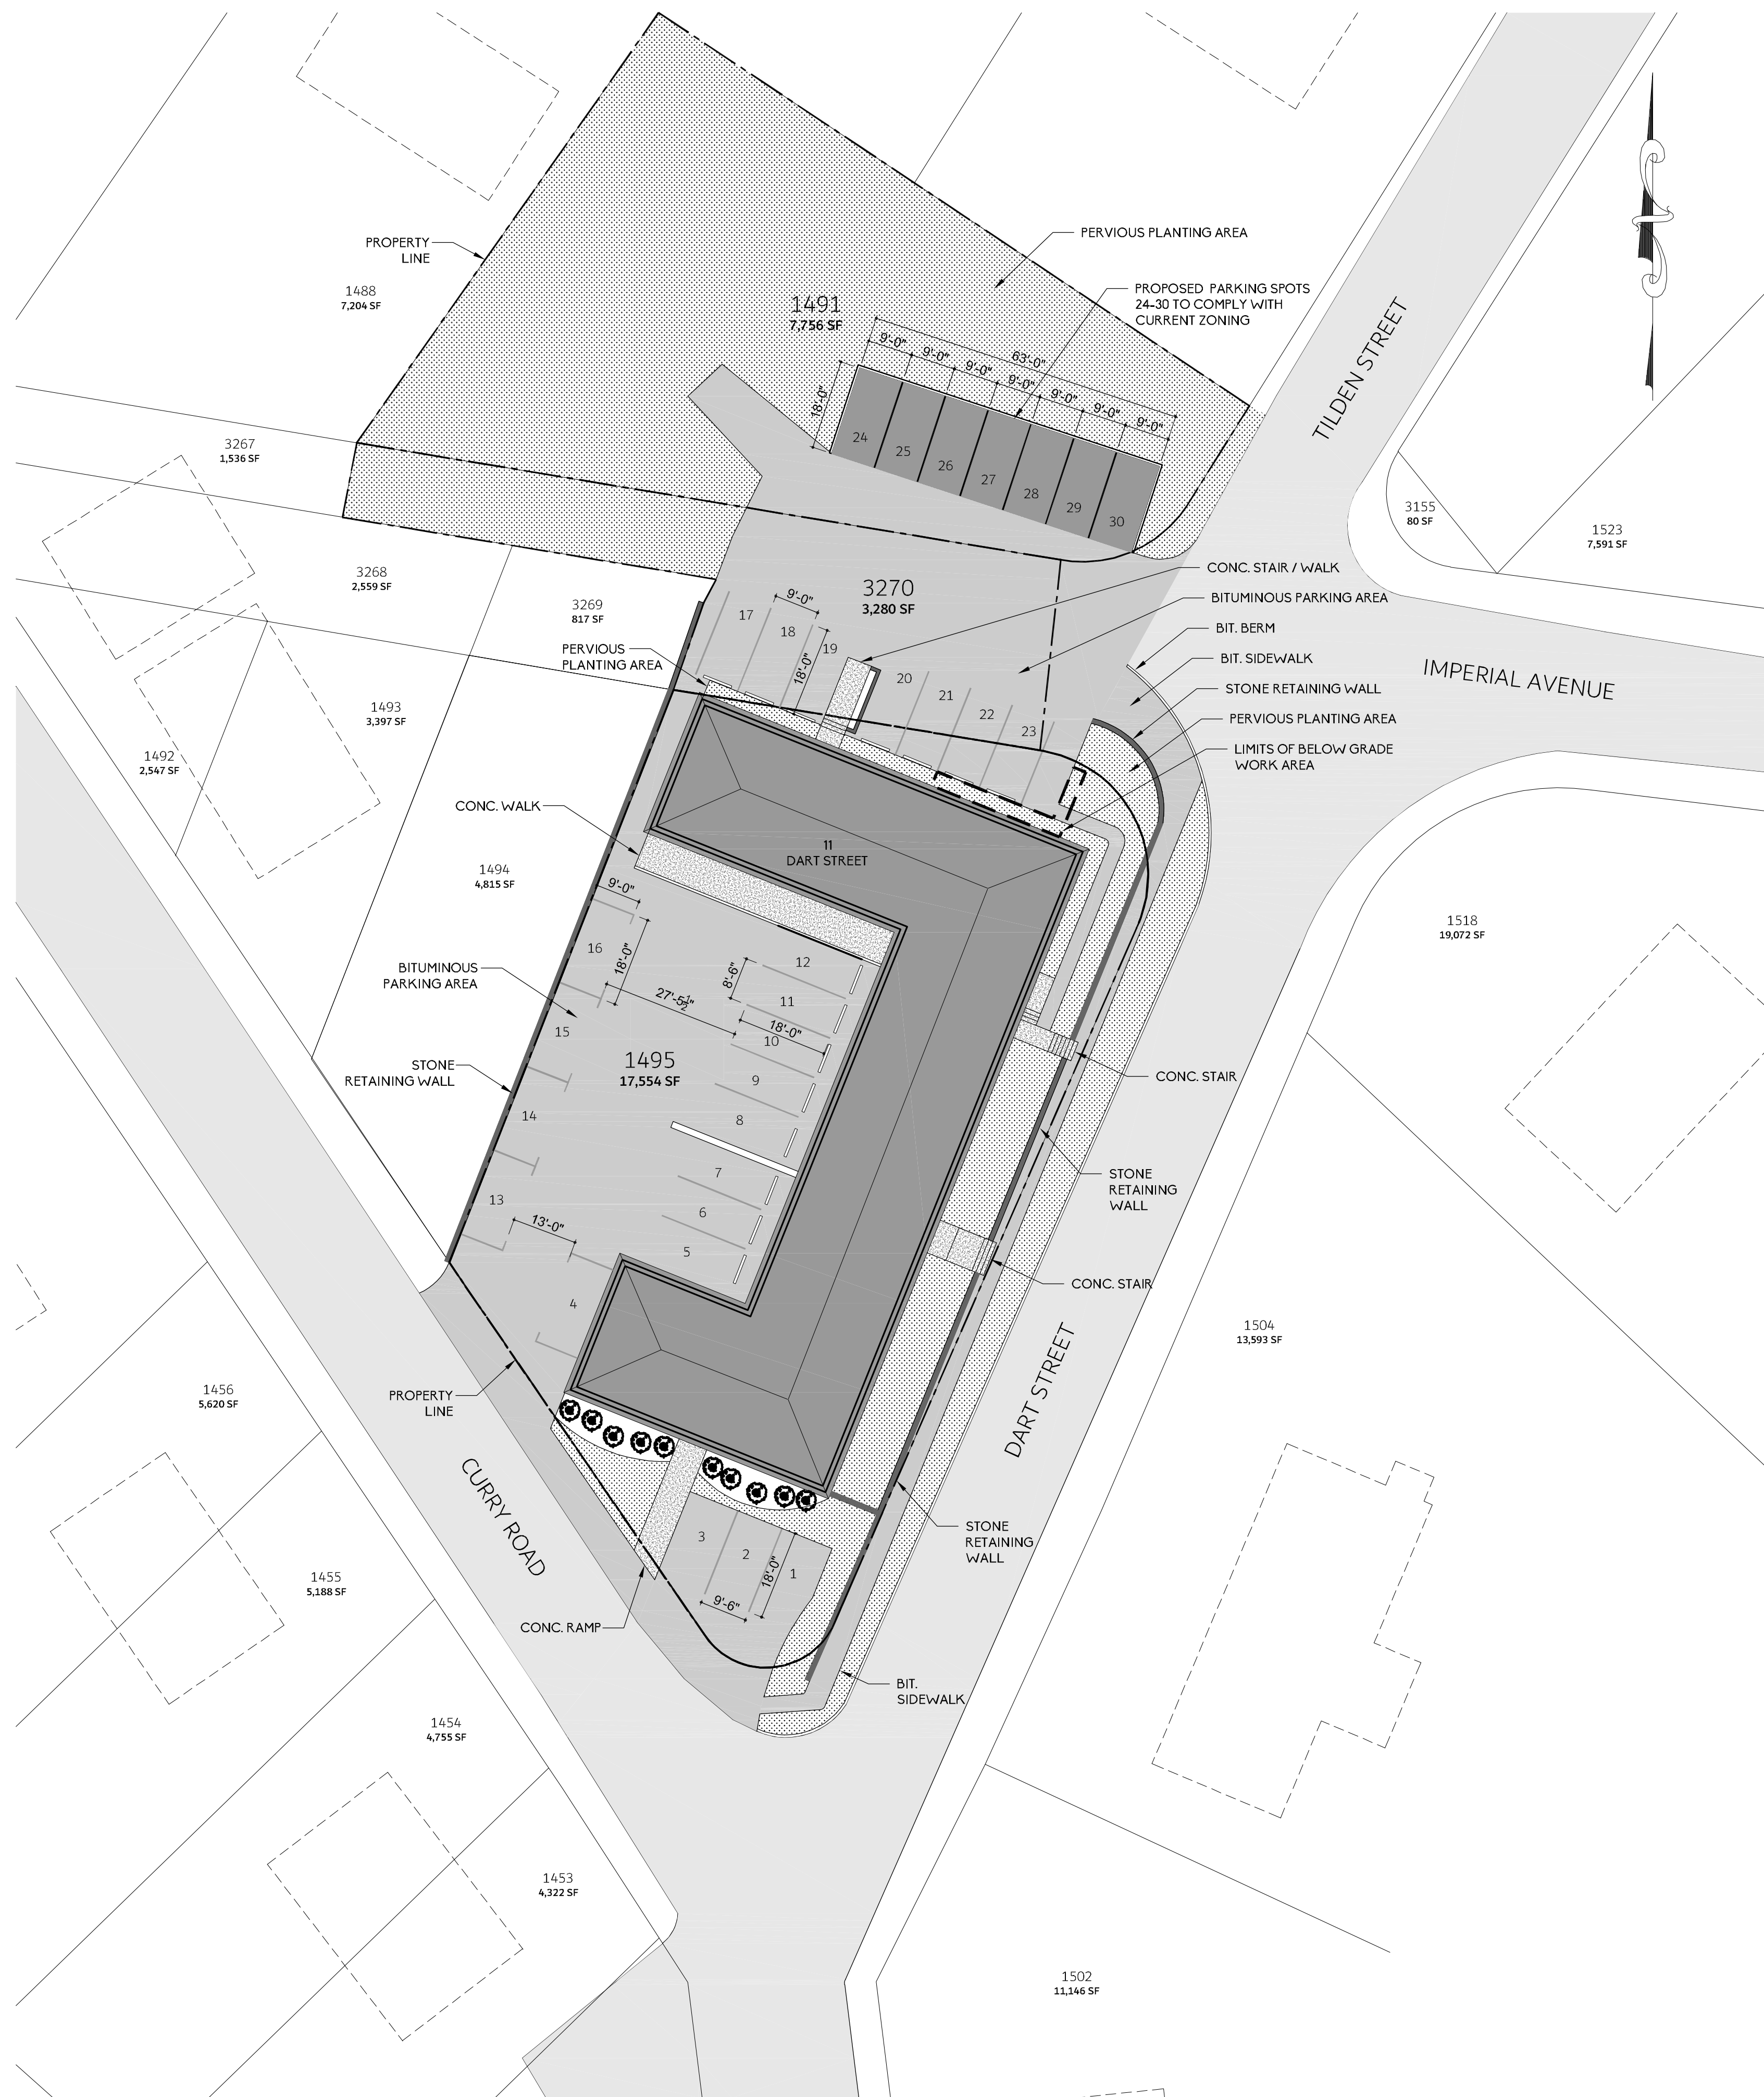 PROPERTY
LINE
1488
7,204 SF
PERVIOUS PLANTING AREA
PROPOSED PARKING SPOTS
24-30 TO COMPLY WITH
CURRENT ZONING
1491
7,756 SF
63'-0"
9'-0"
9'-0"
9'-0"
9'-0"
9'-0"
9'-0"
9'-0"
18'-0"
24
25
26
27
28
29
30
TILDEN STREET
3267
1,536 SF
3155
80 SF
1523
7,591 SF
3268
2,559 SF
3269
817 SF
3270
3,280 SF
CONC. STAIR / WALK
BITUMINOUS PARKING AREA
BIT. BERM
BIT. SIDEWALK
STONE RETAINING WALL
PERVIOUS PLANTING AREA
LIMITS OF BELOW GRADE
WORK AREA
IMPERIAL AVENUE
PERVIOUS
PLANTING AREA
17
9'-0"
18
18'-0"
19
20
21
22
23
1493
3,397 SF
1492
2,547 SF
CONC. WALK
11
DART STREET
1494
4,815 SF
9'-0"
16
18'-0"
12
8'-6"
11
27'-5½"
18'-0"
10
BITUMINOUS
PARKING AREA
15
1495
17,554 SF
9
STONE
RETAINING WALL
14
8
7
13
13'-0"
6
5
4
1518
19,072 SF
CONC. STAIR
STONE
RETAINING
WALL
CONC. STAIR
1504
13,593 SF
DART STREET
PROPERTY
LINE
1456
5,620 SF
CURRY ROAD
3
2
1
18'-0"
9'-6"
STONE
RETAINING
WALL
1455
5,188 SF
CONC. RAMP
BIT.
SIDEWALK
1454
4,755 SF
1453
4,322 SF
1502
11,146 SF